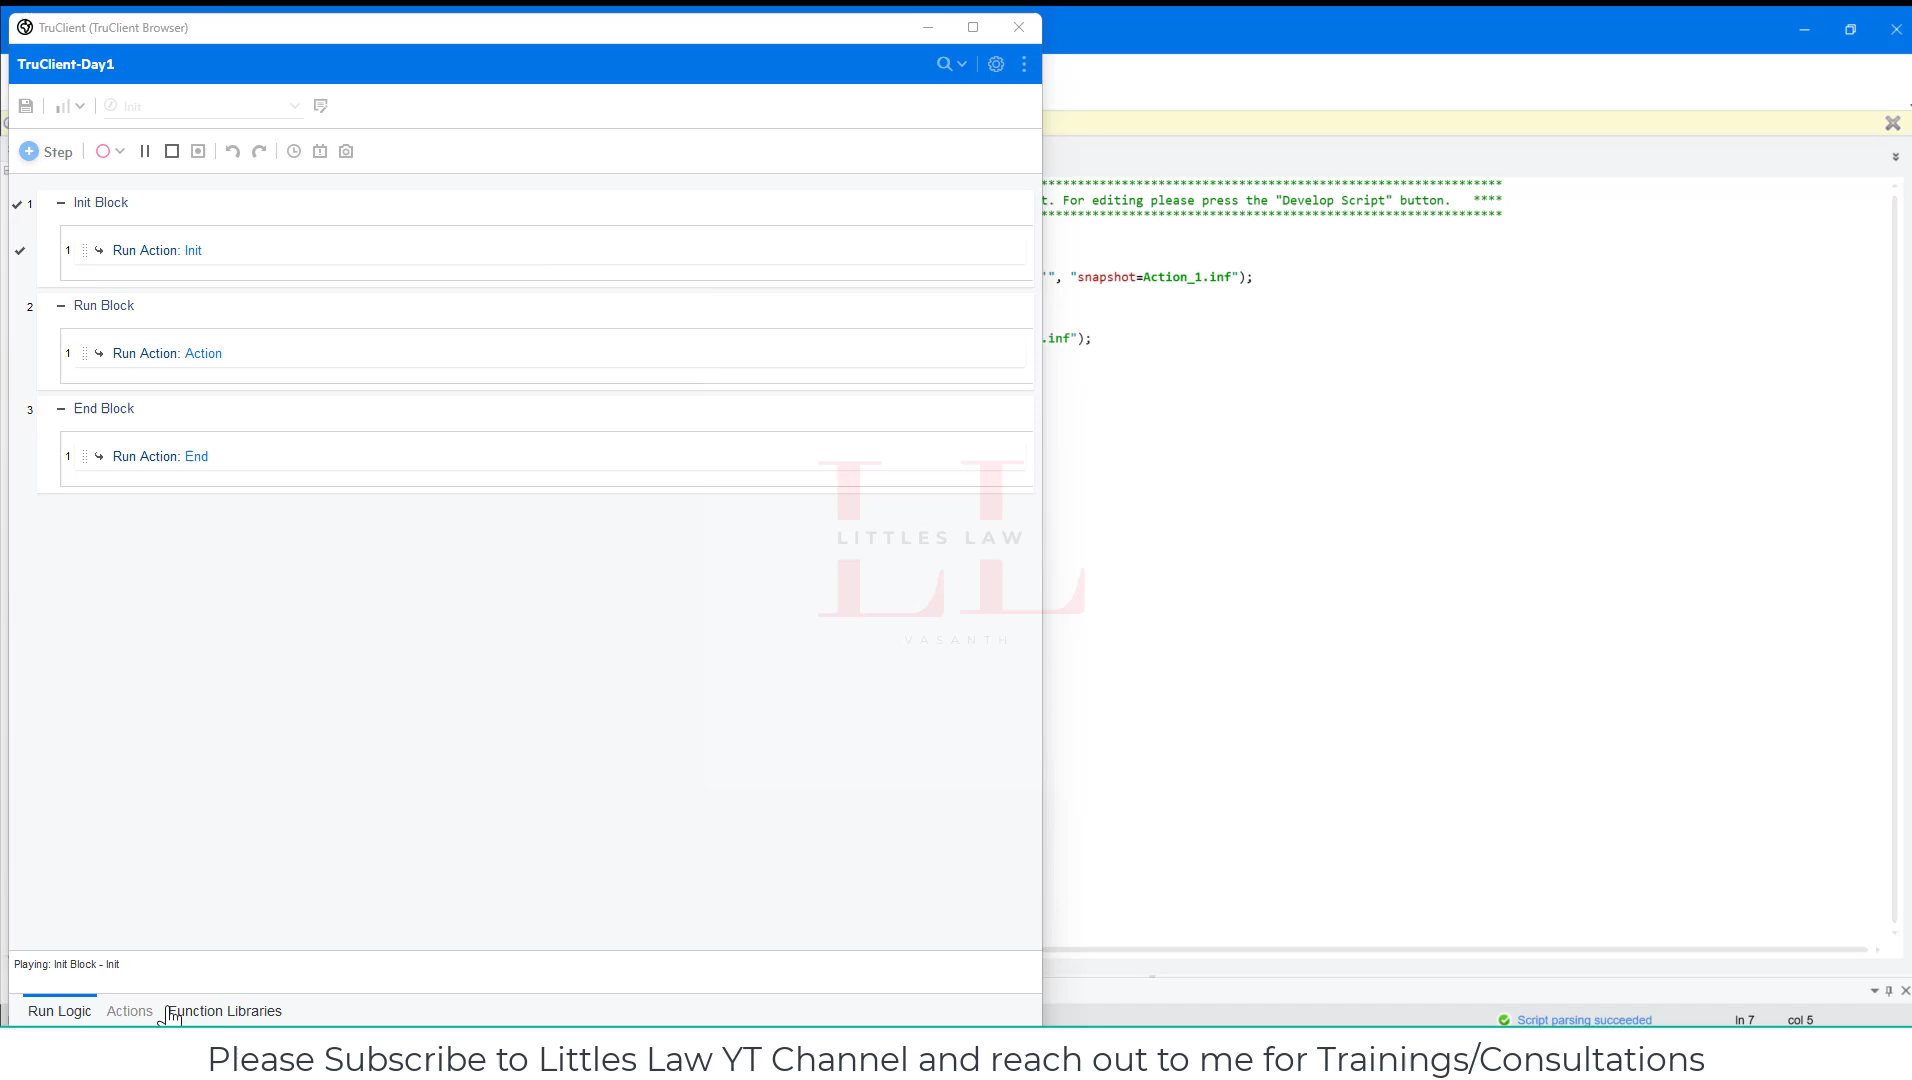 TruClient (TruClient Browser)
TruClient-Day1
Init
Step
1 Init Block
1 Run Action: Init
2 Run Block
1 Run Action: Action
3 End Block
1 Run Action: End
****************************************************************
t. For editing please press the "Develop Script" button. ****
****************************************************************
"", "snapshot=Action_1.inf");
.inf");
LITTLES LAW
VASANTH
Playing: Init Block - Init
Run Logic Actions Function Libraries
Script parsing succeeded ln 7 col 5
Please Subscribe to Littles Law YT Channel and reach out to me for Trainings/Consultations